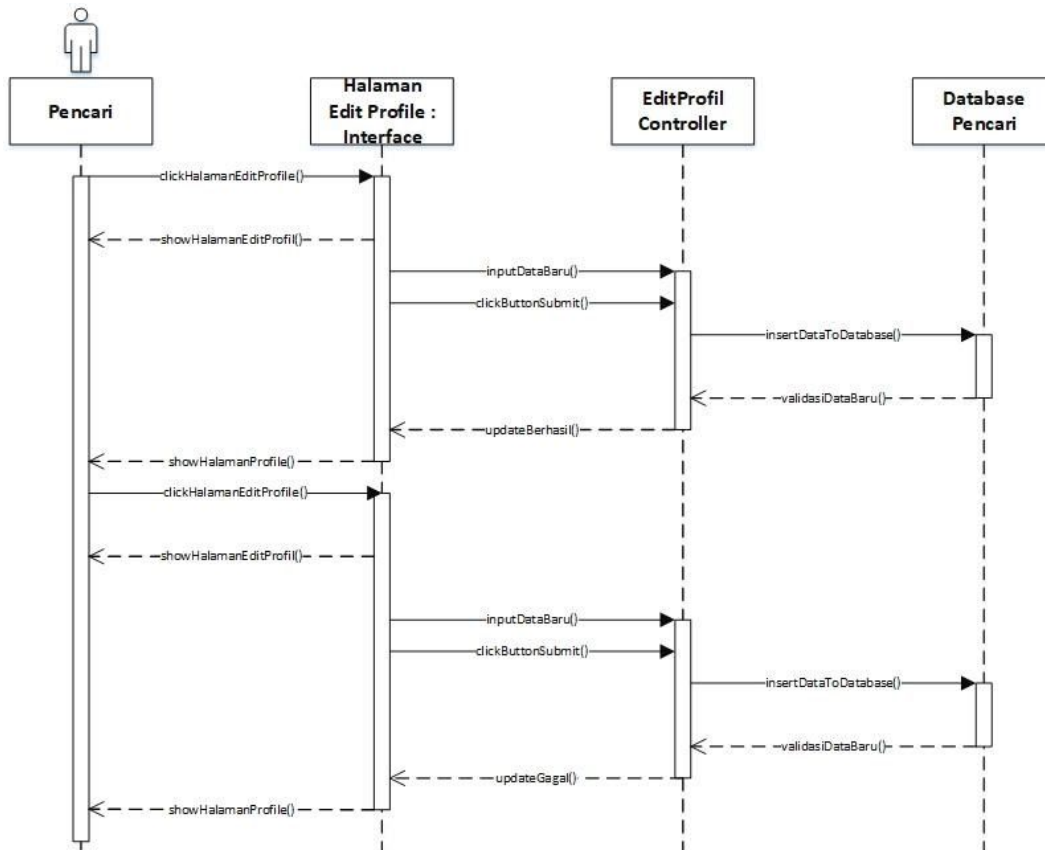 Pencari
Halaman
Edit Profile :
Interface
EditProfil
Controller
Database
Pencari
clickHalamanEditProfile()
showHalamanEditProfil()
inputDataBaru()
clickButtonSubmit()
insertDataToDatabase()
validasiDataBaru()
updateBerhasil()
showHalamanProfile()
clickHalamanEditProfile()
showHalamanEditProfil()
inputDataBaru()
clickButtonSubmit()
insertDataToDatabase()
validasiDataBaru()
updateGagal()
showHalamanProfile()